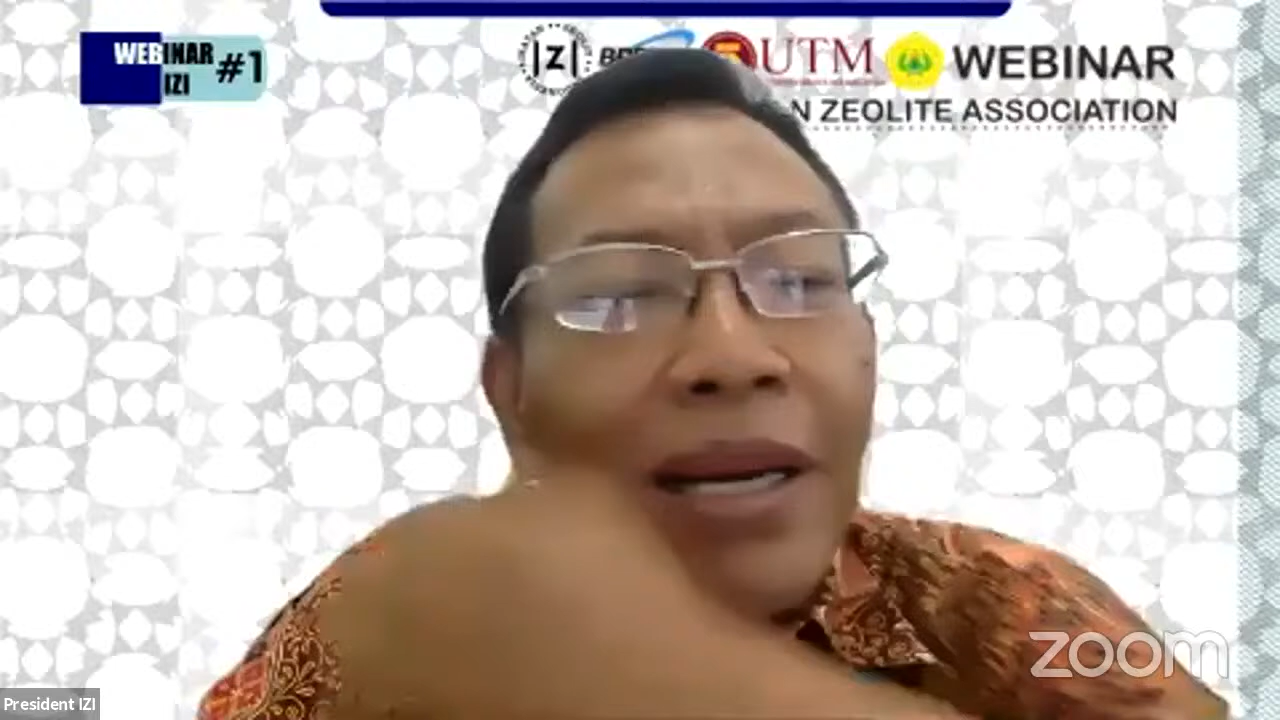 WEBINAR
IZI
#1
IZI
UTM
WEBINAR
N ZEOLITE ASSOCIATION
zoom
President IZI